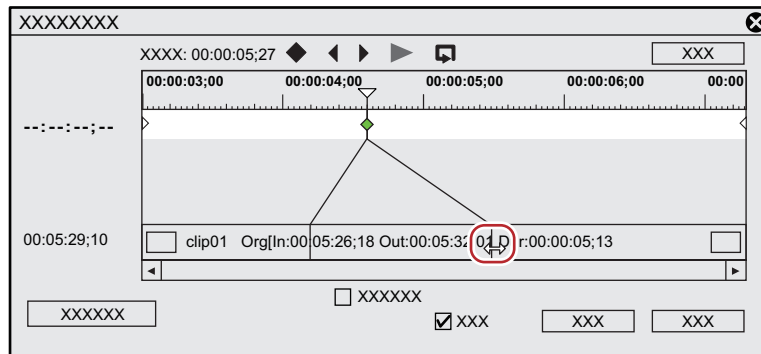 XXXXXXXX
XXXX: 00:00:05;27
XXX
00:00:03;00 00:00:04;00 00:00:05;00 00:00:06;00 00:00
--:--:--;--
00:05:29;10
clip01 Org[In:00:05:26;18 Out:00:05:32 01 D r:00:00:05;13
XXXXXX
XXXXXX
XXX
XXX
XXX